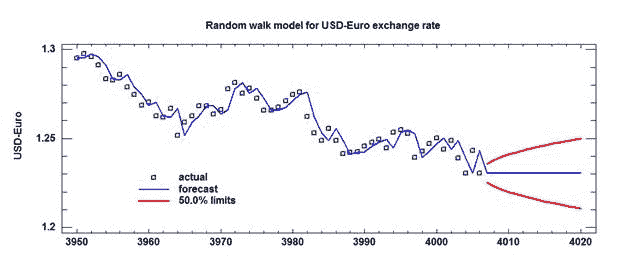 Random walk model for USD-Euro exchange rate
1.3
1.25
1.2
USD-Euro
actual
forecast
50.0% limits
3950 3960 3970 3980 3990 4000 4010 4020